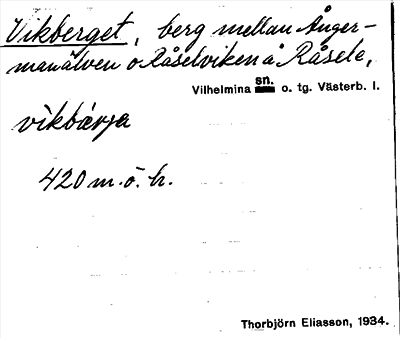 Vikberget, berg mellan Ånger-
manälven o Råselviken å Råsele,
Vilhelmina sn. o. tg. Västerb. l.
vikbärja
420 m. ö. h.
Thorbjörn Eliasson, 1934.